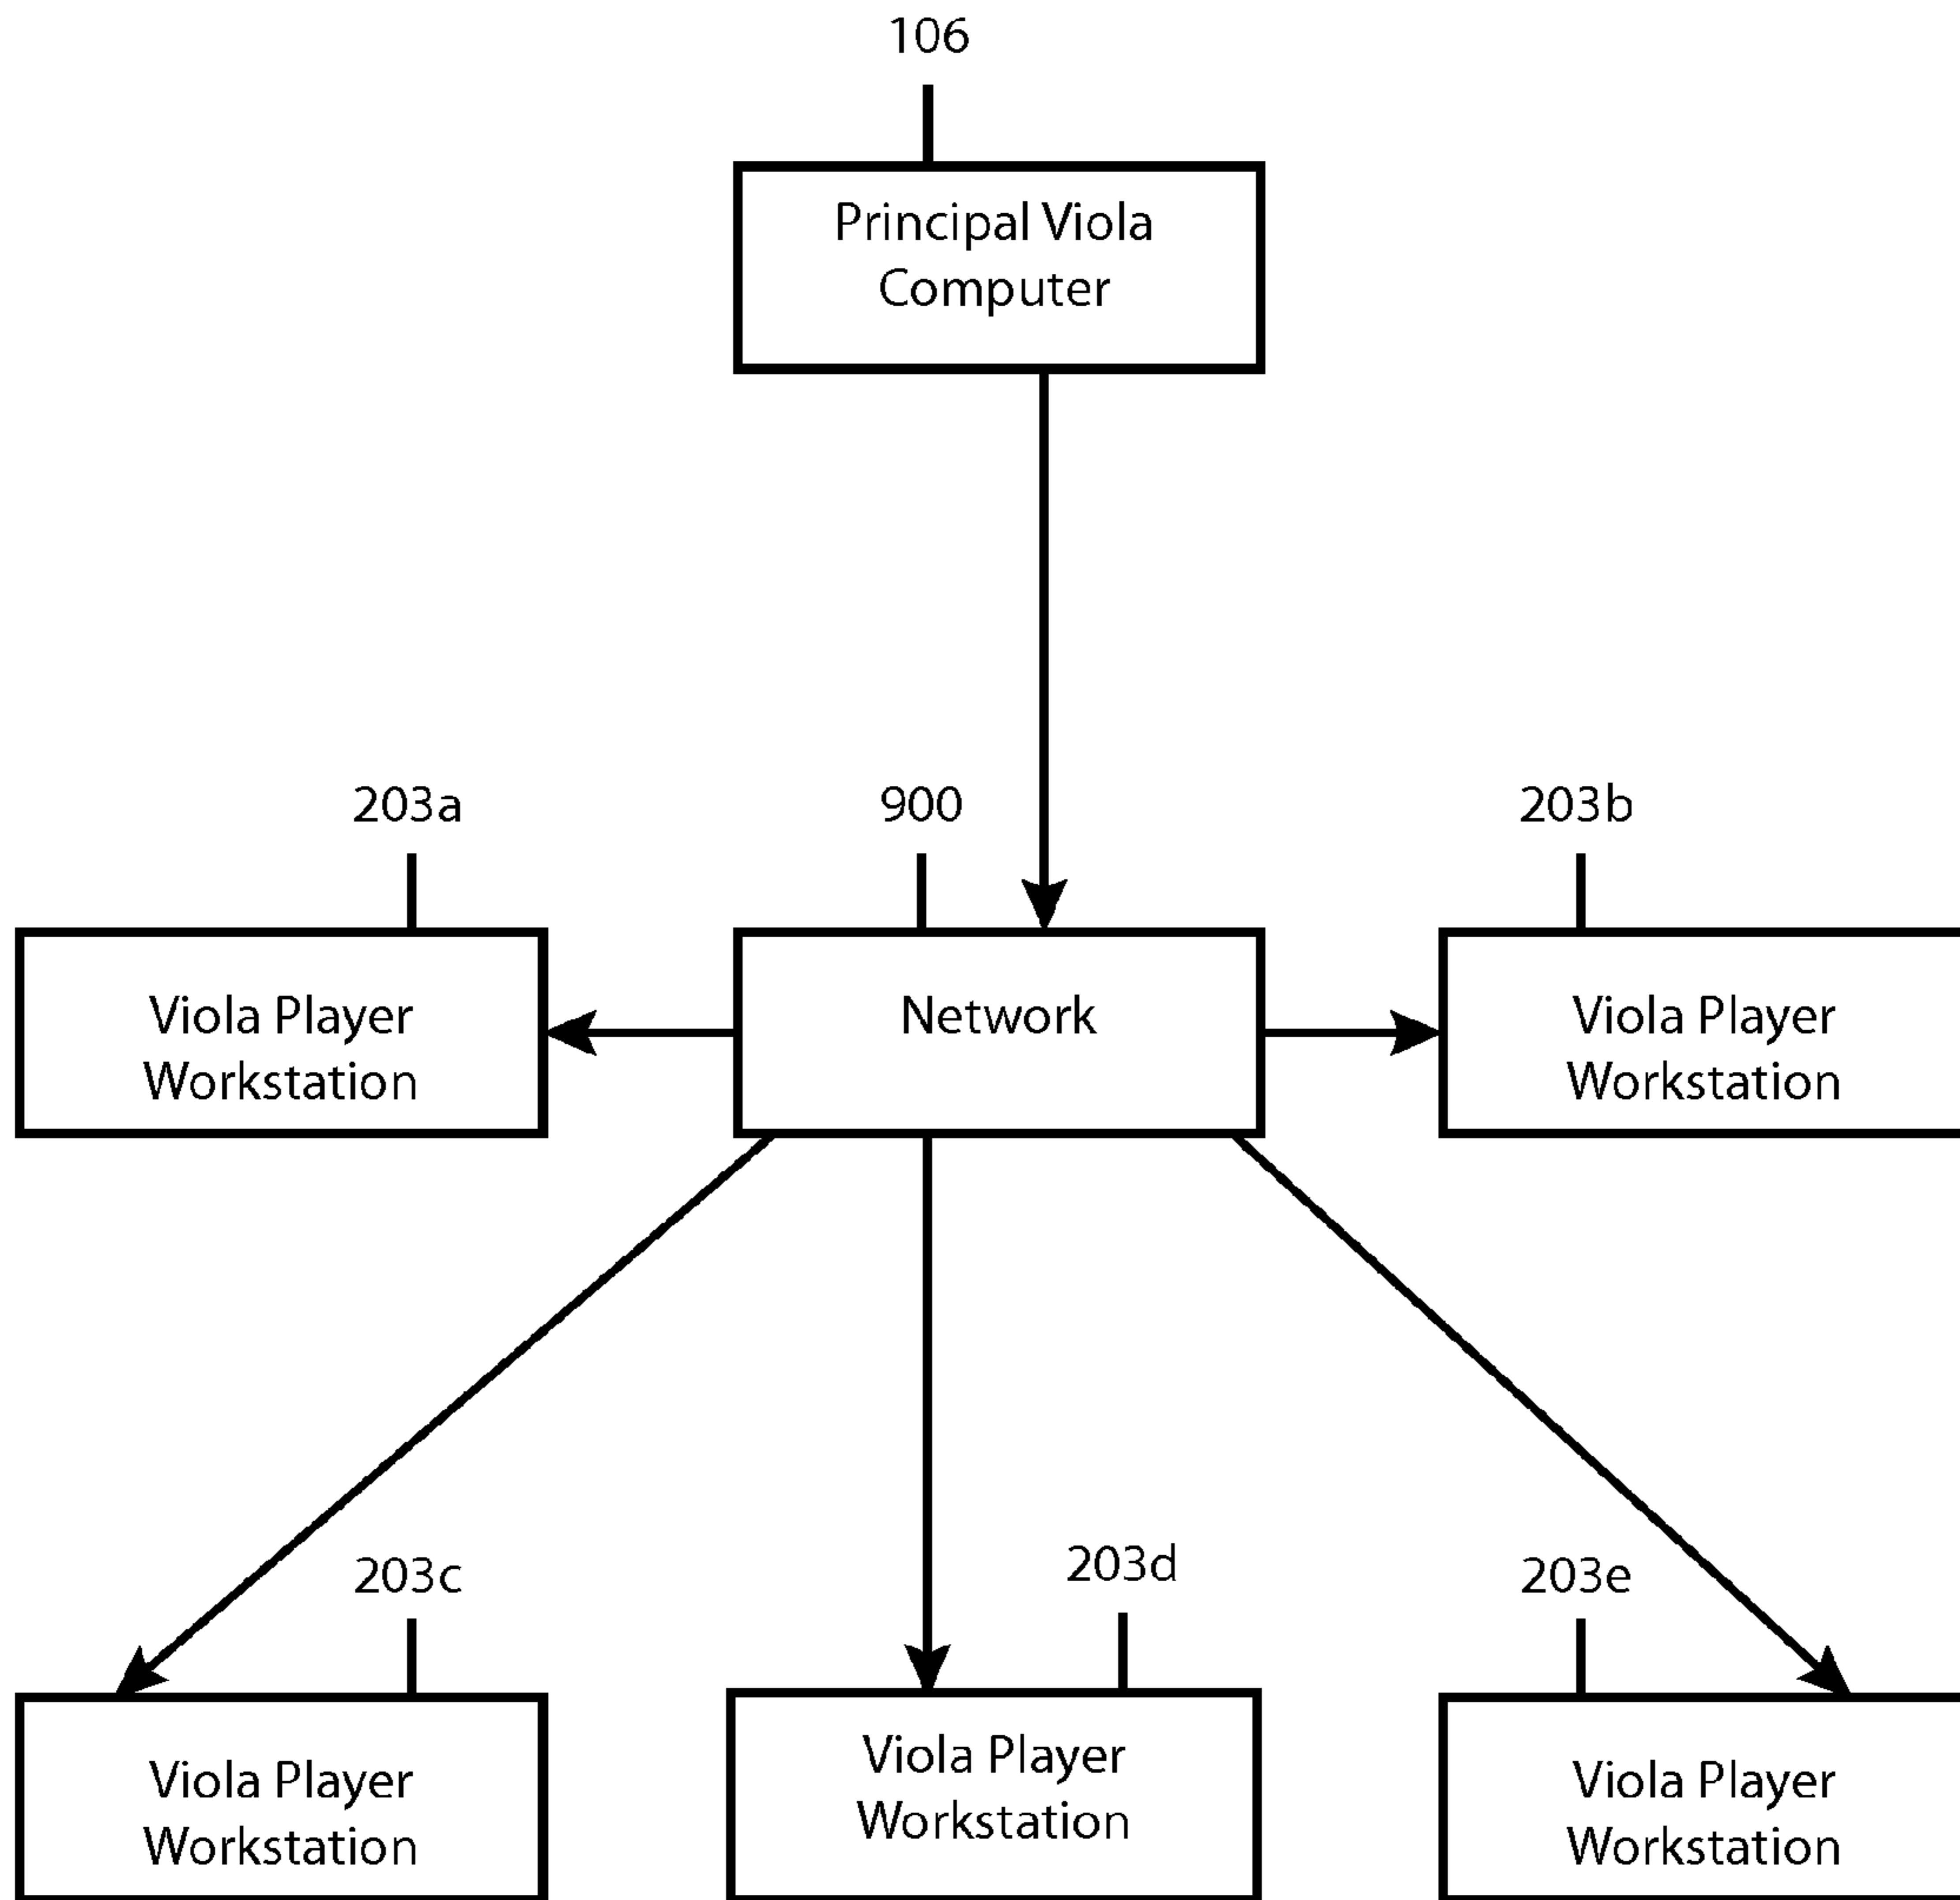 106
Principal Viola
Computer
203a
900
203b
Viola Player
Workstation
Network
Viola Player
Workstation
203c
203d
203e
Viola Player
Workstation
Viola Player
Workstation
Viola Player
Workstation